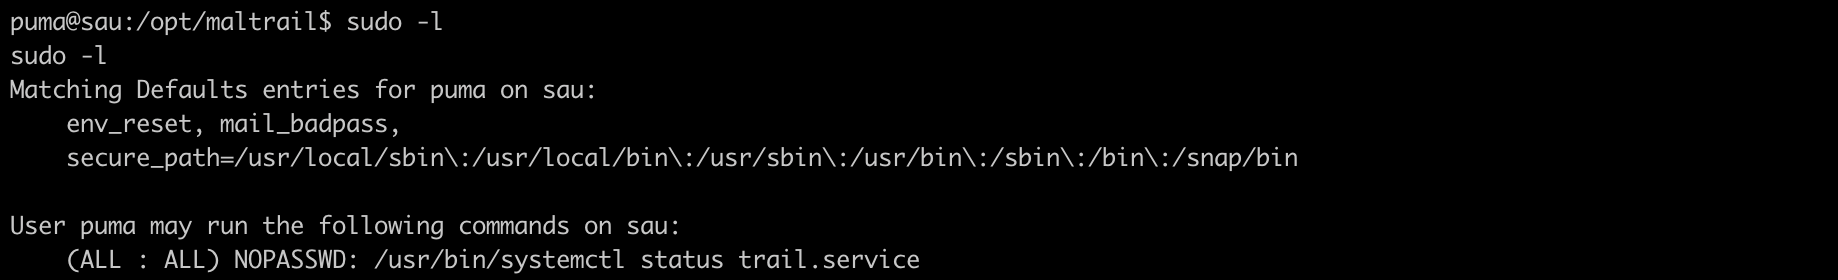 puma@sau:/opt/maltrail$ sudo -l
sudo -l
Matching Defaults entries for puma on sau:
    env_reset, mail_badpass,
    secure_path=/usr/local/sbin\:/usr/local/bin\:/usr/sbin\:/usr/bin\:/sbin\:/bin\:/snap/bin

User puma may run the following commands on sau:
    (ALL : ALL) NOPASSWD: /usr/bin/systemctl status trail.service